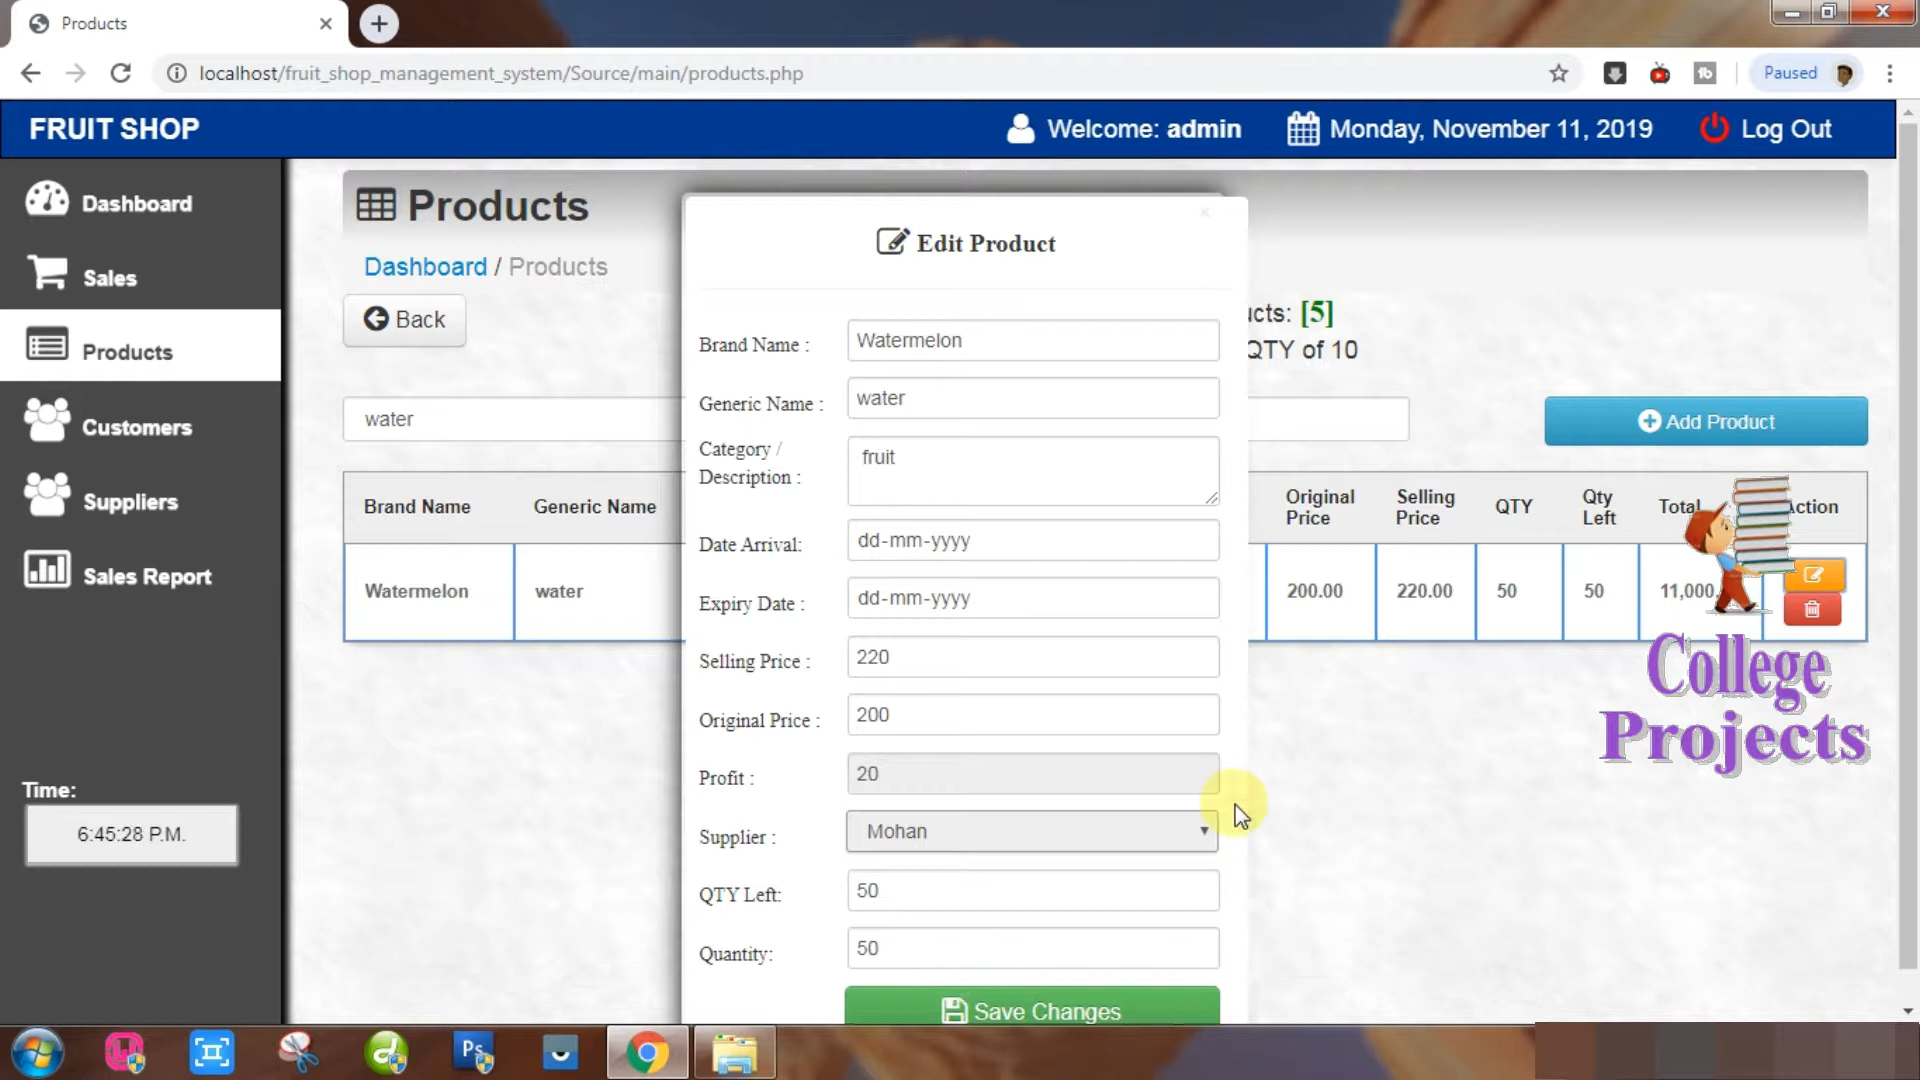 Products
localhost/fruit_shop_management_system/Source/main/products.php
Paused
FRUIT SHOP
Welcome: admin
Monday, November 11, 2019
Log Out
Dashboard
Sales
Products
Customers
Suppliers
Sales Report
Time:
6:45:28 P.M.
Products
Dashboard / Products
Back
ucts: [5]
QTY of 10
water
Add Product
Brand Name
Generic Name
Original Price
Selling Price
QTY
Qty Left
Total
ction
Watermelon
water
200.00
220.00
50
50
11,000.
Edit Product
Brand Name :
Watermelon
Generic Name :
water
Category /
Description :
fruit
Date Arrival:
dd-mm-yyyy
Expiry Date :
dd-mm-yyyy
Selling Price :
220
Original Price :
200
Profit :
20
Supplier :
Mohan
QTY Left:
50
Quantity:
50
Save Changes
College
Projects
Ps